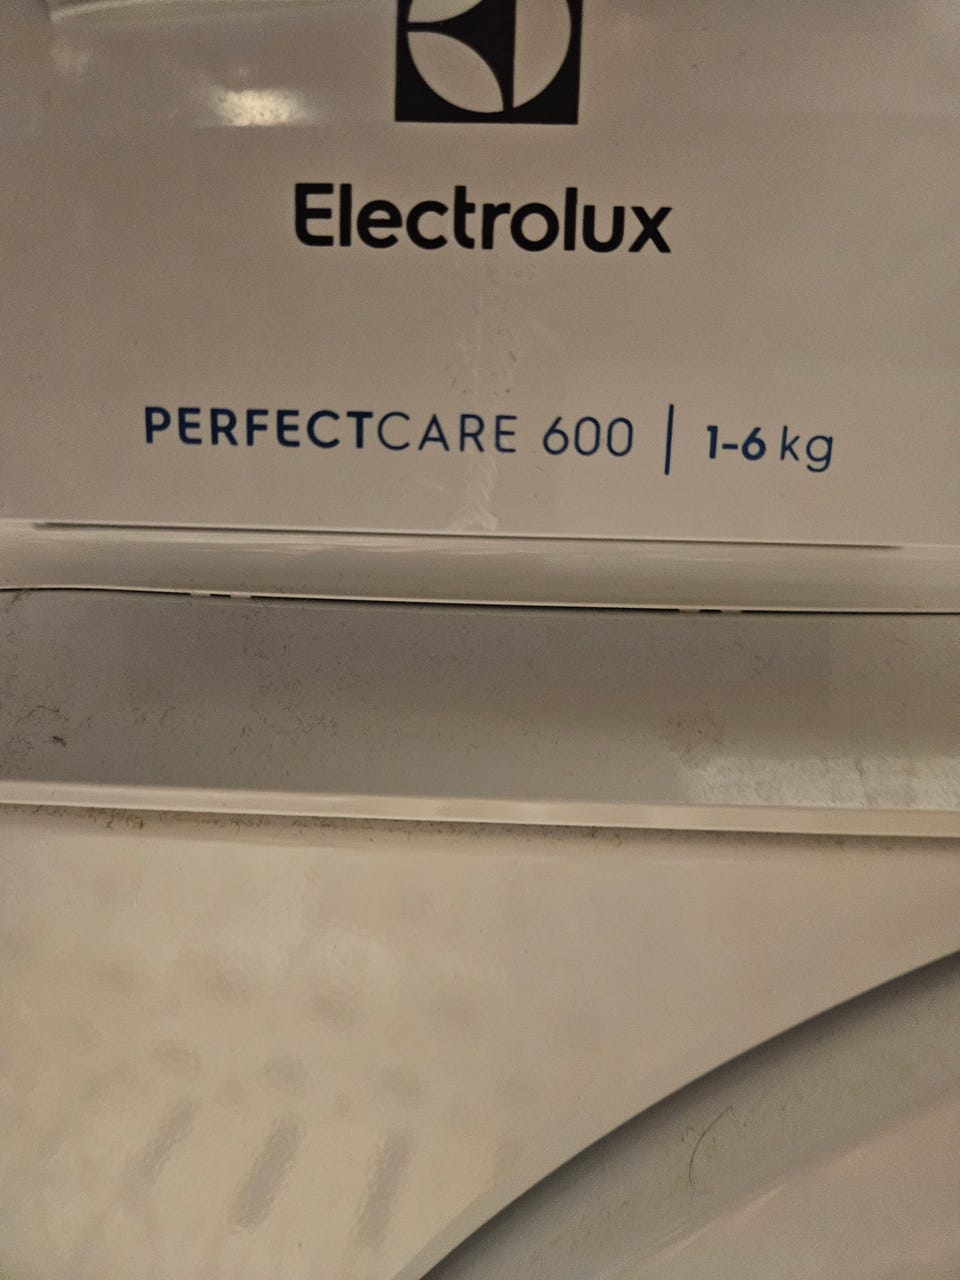 Electrolux
PERFECTCARE 600 | 1-6 kg